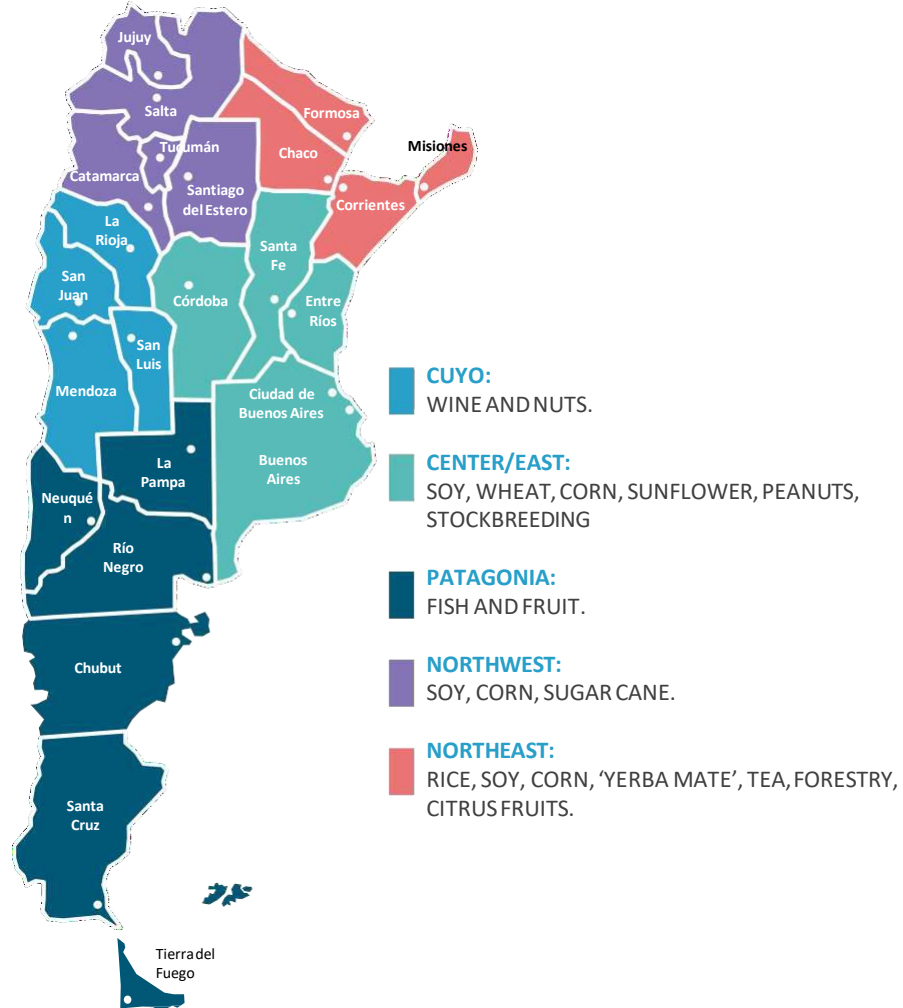 Jujuy
Salta
Formosa
Misiones
Chaco
Tucumán
Catamarca
Santiago
del Estero
Corrientes
La
Rioja
Santa
Fe
San
Juan
Córdoba
Entre
Ríos
San
Luis
Mendoza
Ciudad de
Buenos Aires
Buenos
Aires
La
Pampa
Neuqué
n
Río
Negro
Chubut
Santa
Cruz
Tierra del
Fuego
CUYO:
WINE AND NUTS.
CENTER/EAST:
SOY, WHEAT, CORN, SUNFLOWER, PEANUTS,
STOCKBREEDING
PATAGONIA:
FISH AND FRUIT.
NORTHWEST:
SOY, CORN, SUGAR CANE.
NORTHEAST:
RICE, SOY, CORN, ‘YERBA MATE’, TEA, FORESTRY,
CITRUS FRUITS.